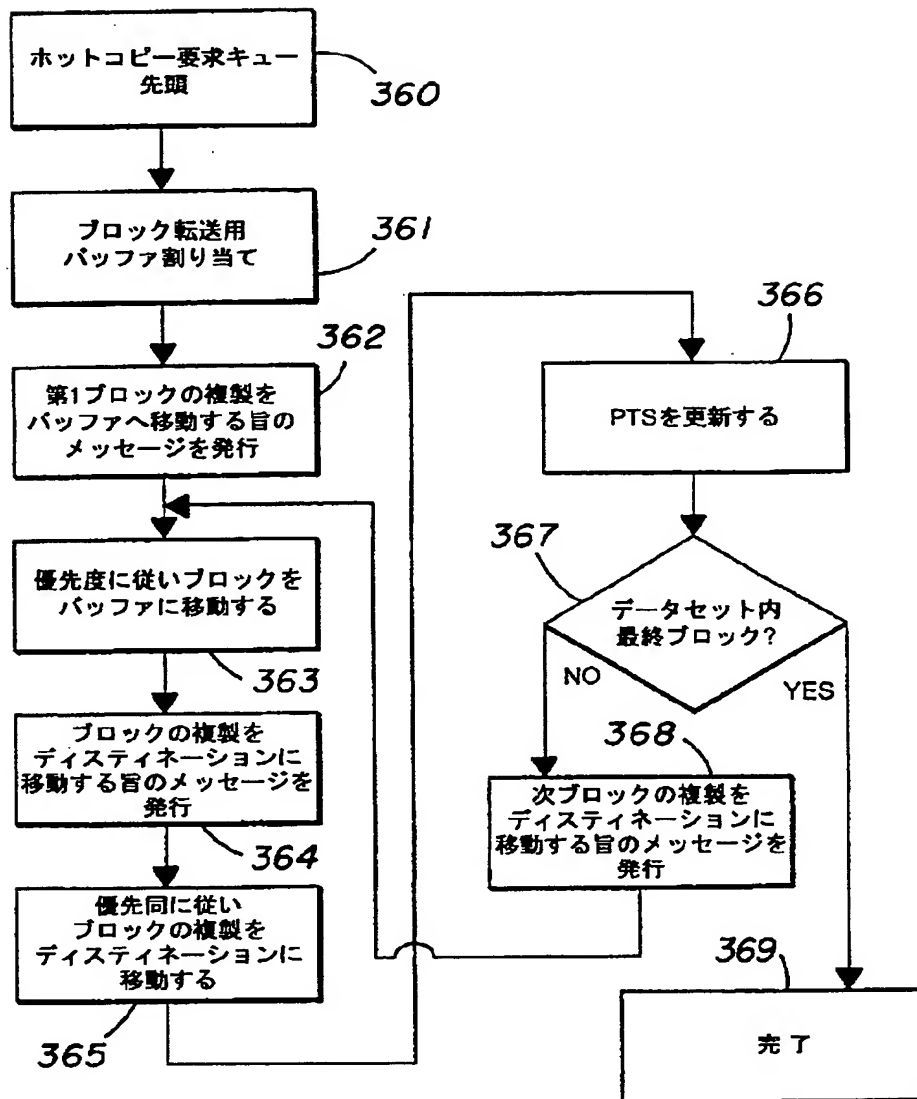 ホットコピー要求キュー
先頭
360
ブロック転送用
バッファ割り当て
361
362
第1ブロックの複製を
バッファへ移動する旨の
メッセージを発行
優先度に従いブロックを
バッファに移動する
363
ブロックの複製を
ディスティネーションに
移動する旨のメッセージを
発行
364
優先同に従い
ブロックの複製を
ディスティネーションに
移動する
365
366
PTSを更新する
367
データセット内
最終ブロック?
NO
YES
368
次ブロックの複製を
ディスティネーションに
移動する旨のメッセージを
発行
369
完了